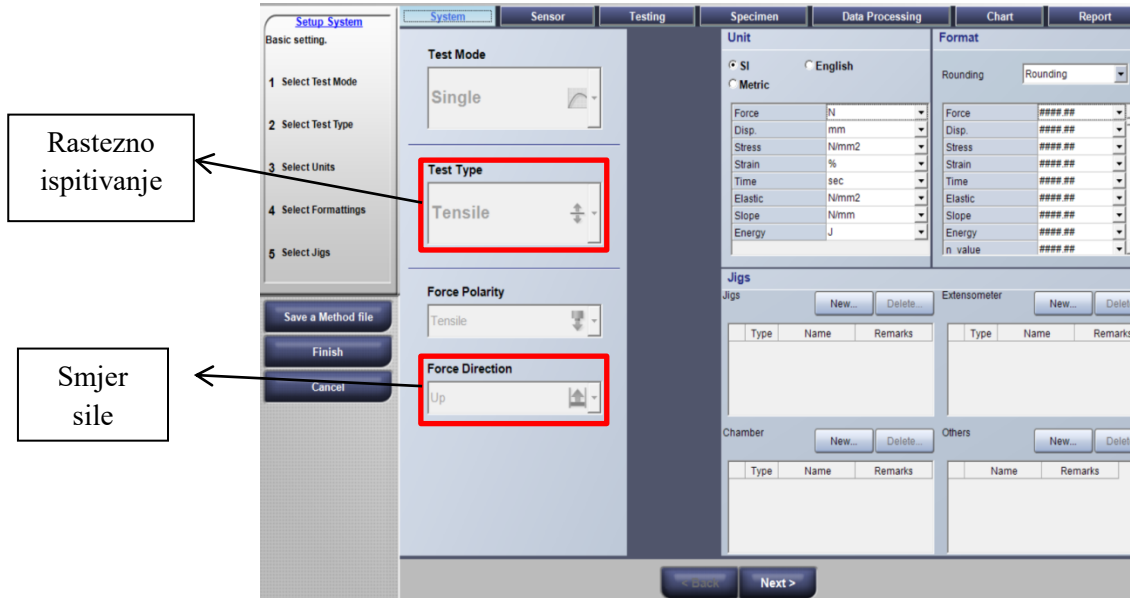 Setup System
Basic setting.
1 Select Test Mode
2 Select Test Type
3 Select Units
4 Select Formattings
5 Select Jigs
Save a Method file
Finish
Cancel
Rastezno
ispitivanje
Smjer
sile
System Sensor Testing Specimen Data Processing Chart Report
Test Mode
Single
Test Type
Tensile
Force Polarity
Tensile
Force Direction
Up
Unit
SI English
Metric
Force N
Disp. mm
Stress N/mm2
Strain %
Time sec
Elastic N/mm2
Slope N/mm
Energy J
Format
Rounding Rounding
Force ####.##
Disp. ####.##
Stress ####.##
Strain ####.##
Time ####.##
Elastic ####.##
Slope ####.##
Energy ####.##
n_value ####.##
Jigs
Jigs New... Delete...
Type Name Remarks
Extensometer New... Delet
Type Name Remarks
Chamber New... Delete...
Type Name Remarks
Others New... Delet
Name Remarks
< Back Next >